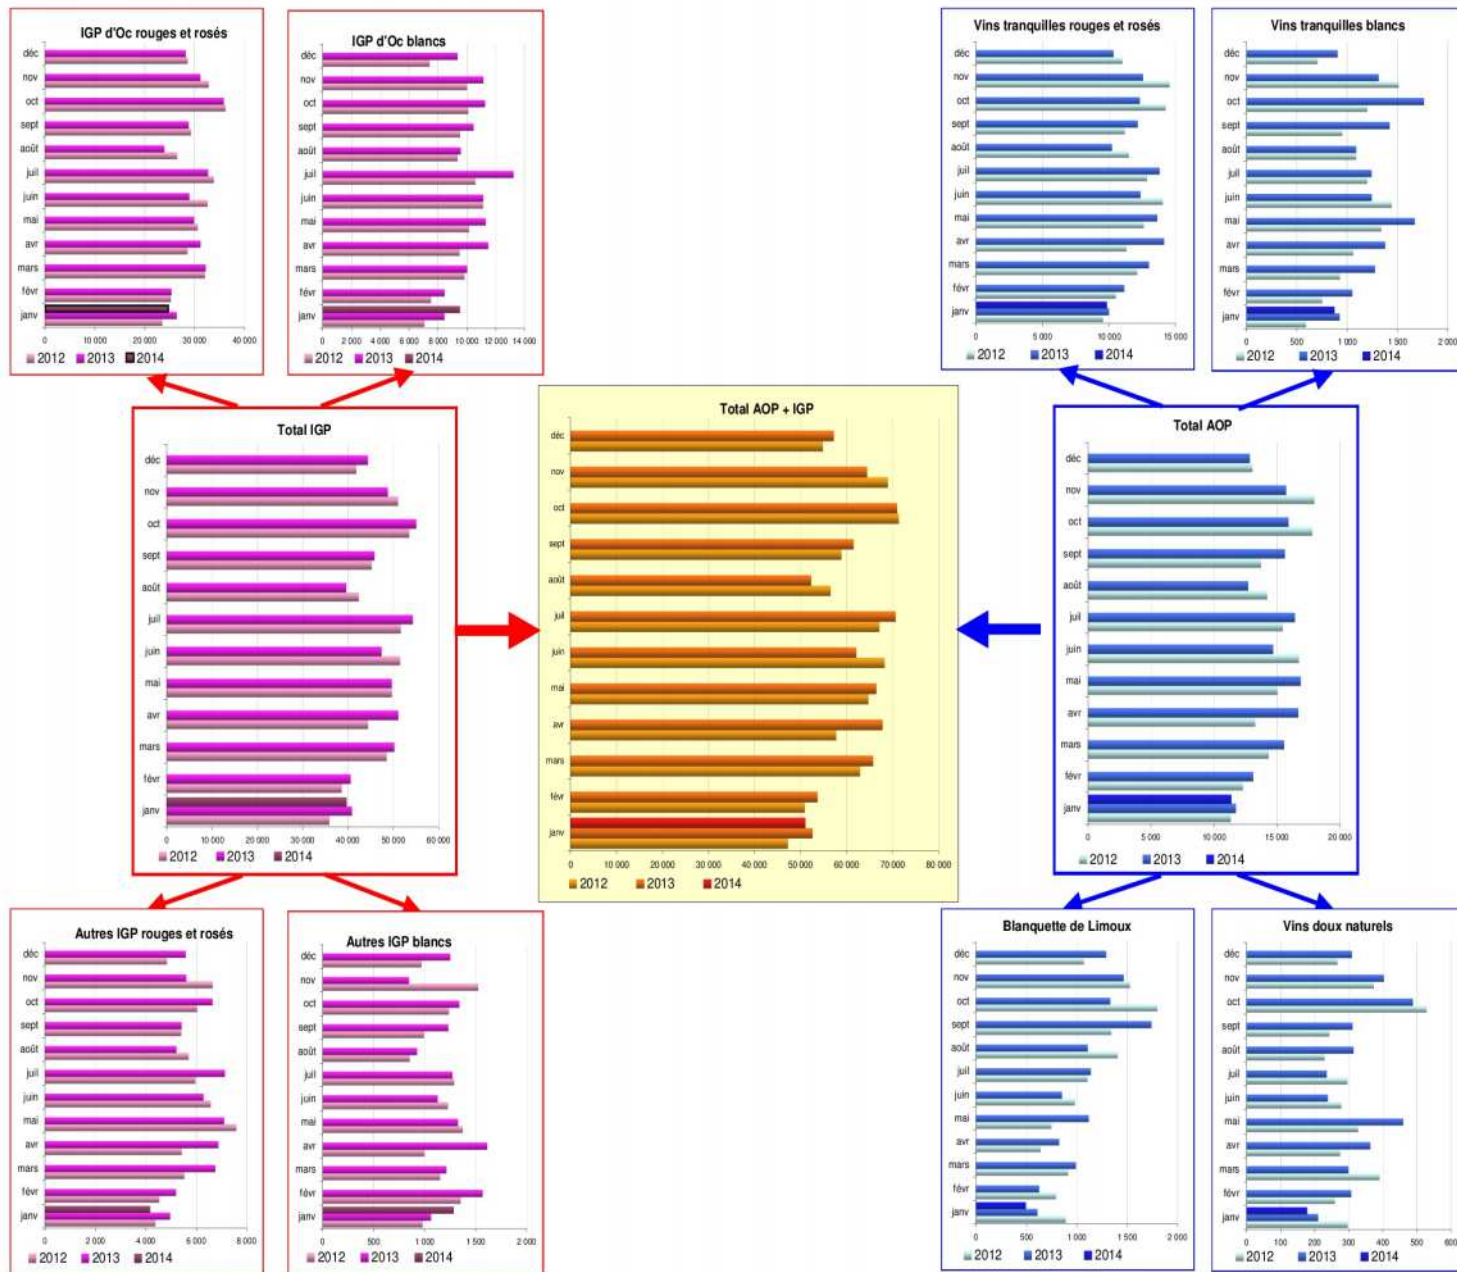 IGP d'Oc rouges et rosés
déc
nov
oct
sept
août
juil
juin
mai
avr
mars
févr
janv
0 10 000 20 000 30 000 40 000
2012 2013 2014
IGP d'Oc blancs
déc
nov
oct
sept
août
juil
juin
mai
avr
mars
févr
janv
0 2 000 4 000 6 000 8 000 10 000 12 000 14 000
2012 2013 2014
Vins tranquilles rouges et rosés
déc
nov
oct
sept
août
juil
juin
mai
avr
mars
févr
janv
0 5 000 10 000 15 000
2012 2013 2014
Vins tranquilles blancs
déc
nov
oct
sept
août
juil
juin
mai
avr
mars
févr
janv
0 500 1 000 1 500 2 000
2012 2013 2014
Total IGP
déc
nov
oct
sept
août
juil
juin
mai
avr
mars
févr
janv
0 10 000 20 000 30 000 40 000 50 000 60 000
2012 2013 2014
Total AOP + IGP
déc
nov
oct
sept
août
juil
juin
mai
avr
mars
févr
janv
0 10 000 20 000 30 000 40 000 50 000 60 000 70 000 80 000
2012 2013 2014
Total AOP
déc
nov
oct
sept
août
juil
juin
mai
avr
mars
févr
janv
0 5 000 10 000 15 000 20 000
2012 2013 2014
Autres IGP rouges et rosés
déc
nov
oct
sept
août
juil
juin
mai
avr
mars
févr
janv
0 2 000 4 000 6 000 8 000
2012 2013 2014
Autres IGP blancs
déc
nov
oct
sept
août
juil
juin
mai
avr
mars
févr
janv
0 500 1 000 1 500 2 000
2012 2013 2014
Blanquette de Limoux
déc
nov
oct
sept
août
juil
juin
mai
avr
mars
févr
janv
0 500 1 000 1 500 2 000
2012 2013 2014
Vins doux naturels
déc
nov
oct
sept
août
juil
juin
mai
avr
mars
févr
janv
0 100 200 300 400 500 600
2012 2013 2014